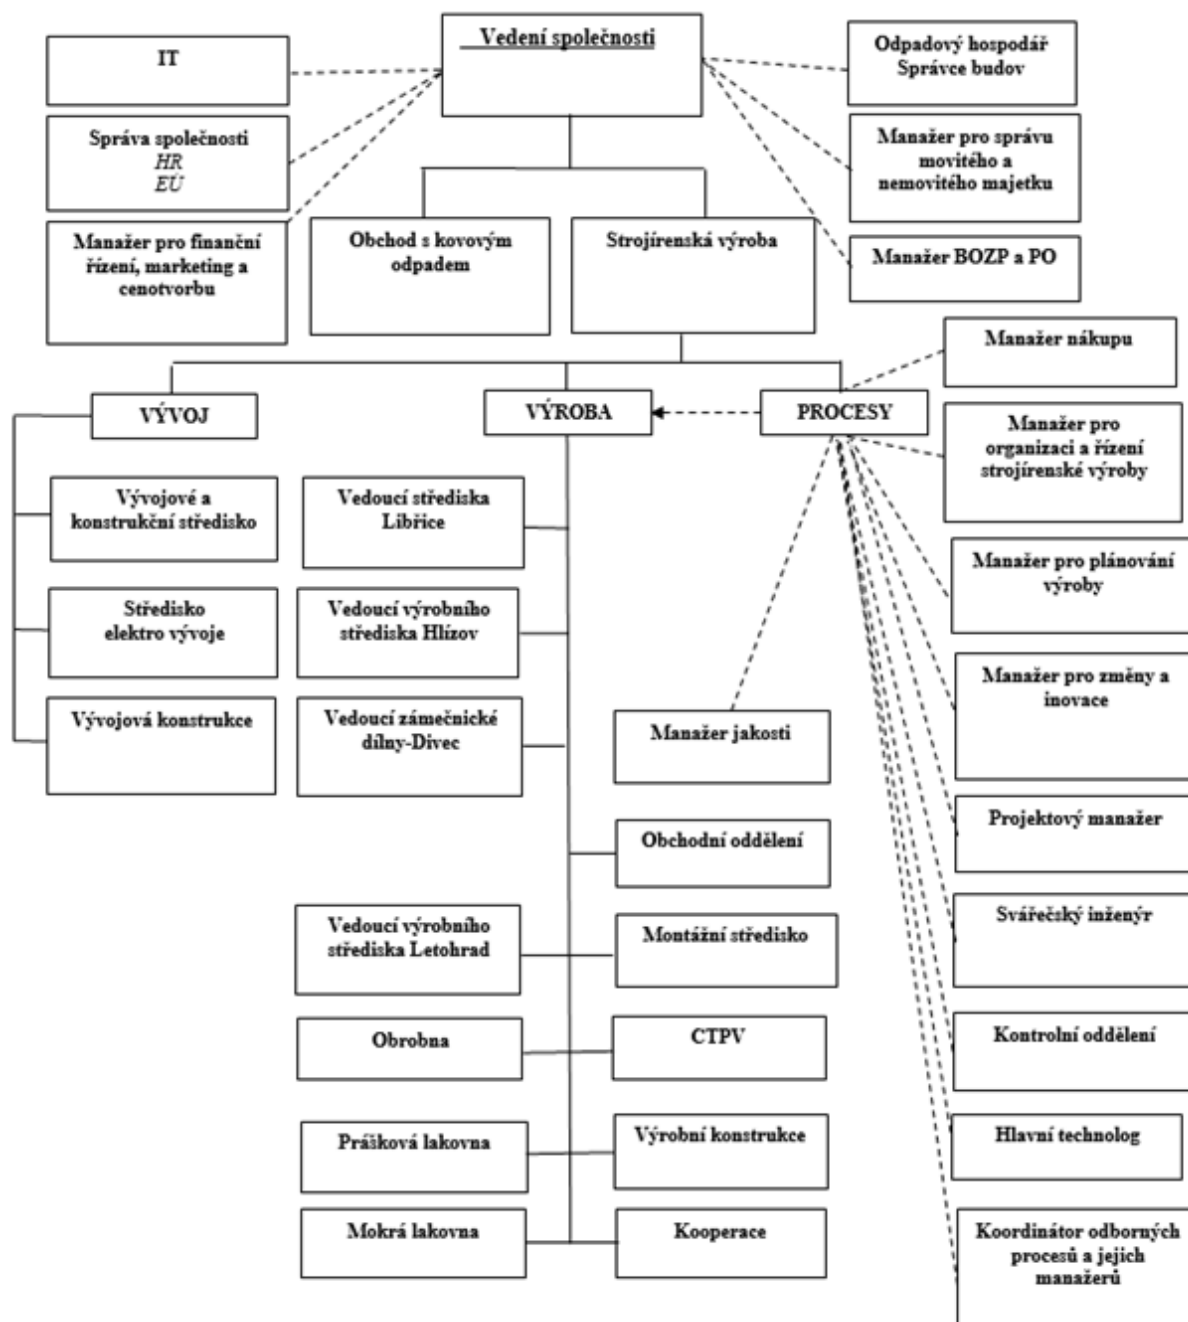 Vedení společnosti
IT
Správa společnosti
HR
EÚ
Manažer pro finanční
řízení, marketing a
cenotvorbu
Odpadový hospodář
Správce budov
Manažer pro správu
movitého a
nemovitého majetku
Manažer BOZP a PO
Obchod s kovovým
odpadem
Strojírenská výroba
VÝVOJ
VÝROBA
PROCESY
Vývojové a
konstrukční středisko
Středisko
elektro vývoje
Vývojová konstrukce
Vedoucí střediska
Libřice
Vedoucí výrobního
střediska Hlízov
Vedoucí zámečnické
dílny-Divec
Obchodní oddělení
Vedoucí výrobního
střediska Letohrad
Montážní středisko
Obrobna
CTPV
Prášková lakovna
Výrobní konstrukce
Mokrá lakovna
Kooperace
Manažer jakosti
Manažer nákupu
Manažer pro
organizaci a řízení
strojírenské výroby
Manažer pro plánování
výroby
Manažer pro změny a
inovace
Projektový manažer
Svářečský inženýr
Kontrolní oddělení
Hlavní technolog
Koordinátor odborných
procesů a jejich
manažerů